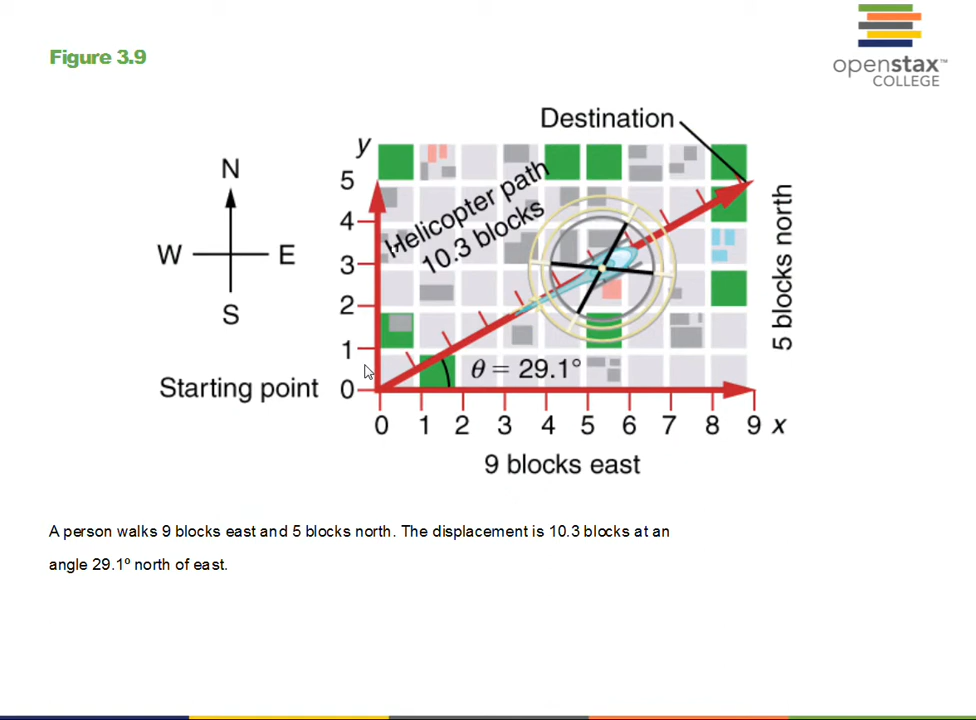 Figure 3.9
openstax™
COLLEGE
Destination
y
N
W
E
S
5
4
3
2
1
0
Helicopter path
10.3 blocks
5 blocks north
θ = 29.1°
Starting point
0 1 2 3 4 5 6 7 8 9 x
9 blocks east
A person walks 9 blocks east and 5 blocks north. The displacement is 10.3 blocks at an
angle 29.1º north of east.